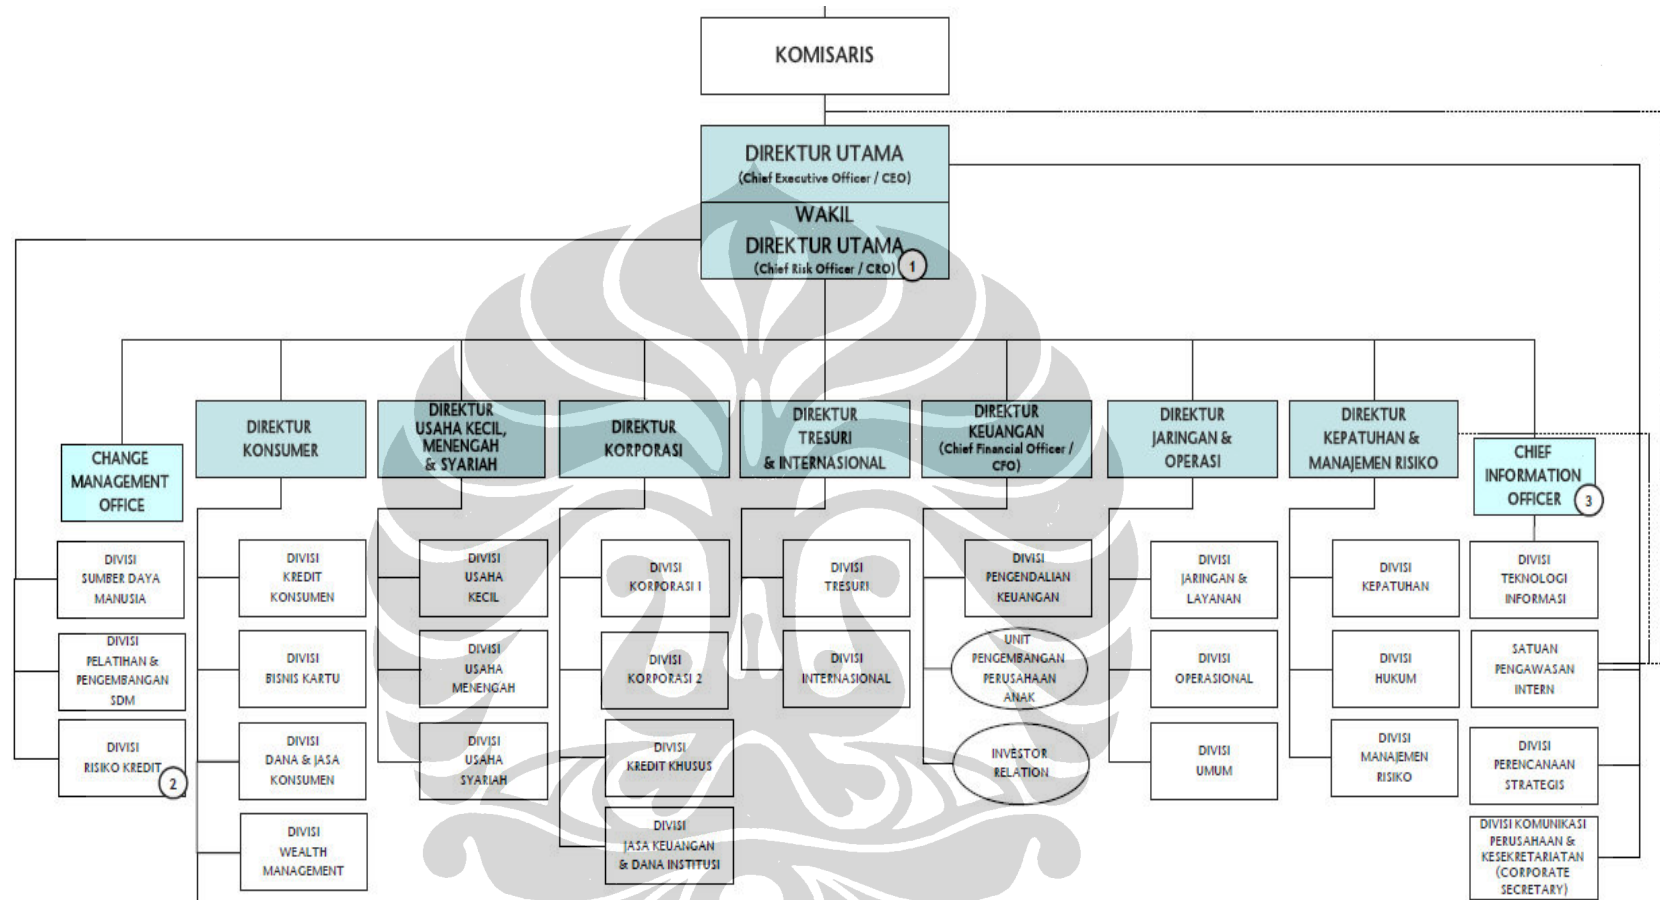 KOMISARIS
DIREKTUR UTAMA
(Chief Executive Officer / CEO)
WAKIL
DIREKTUR UTAMA
(Chief Risk Officer / CRO)
1
CHANGE
MANAGEMENT
OFFICE
DIREKTUR
KONSUMER
DIREKTUR
USAHA KECIL,
MENENGAH
& SYARIAH
DIREKTUR
KORPORASI
DIREKTUR
TRESURI
& INTERNASIONAL
DIREKTUR
KEUANGAN
(Chief Financial Officer /
CFO)
DIREKTUR
JARINGAN &
OPERASI
DIREKTUR
KEPATUHAN &
MANAJEMEN RISIKO
CHIEF
INFORMATION
OFFICER
3
DIVISI
SUMBER DAYA
MANUSIA
DIVISI
KREDIT
KONSUMEN
DIVISI
USAHA
KECIL
DIVISI
KORPORASI 1
DIVISI
TRESURI
DIVISI
PENGENDALIAN
KEUANGAN
DIVISI
JARINGAN &
LAYANAN
DIVISI
KEPATUHAN
DIVISI
TEKNOLOGI
INFORMASI
DIVISI
PELATIHAN &
PENGEMBANGAN
SDM
DIVISI
BISNIS KARTU
DIVISI
USAHA
MENENGAH
DIVISI
KORPORASI 2
DIVISI
INTERNASIONAL
UNIT
PENGEMBANGAN
PERUSAHAAN
ANAK
DIVISI
OPERASIONAL
DIVISI
HUKUM
SATUAN
PENGAWASAN
INTERN
DIVISI
RISIKO KREDIT
2
DIVISI
DANA & JASA
KONSUMEN
DIVISI
USAHA
SYARIAH
DIVISI
KREDIT KHUSUS
INVESTOR
RELATION
DIVISI
UMUM
DIVISI
MANAJEMEN
RISIKO
DIVISI
PERENCANAAN
STRATEGIS
DIVISI
WEALTH
MANAGEMENT
DIVISI
JASA KEUANGAN
& DANA INSTITUSI
DIVISI KOMUNIKASI
PERUSAHAAN &
KESEKRETARIATAN
(CORPORATE
SECRETARY)